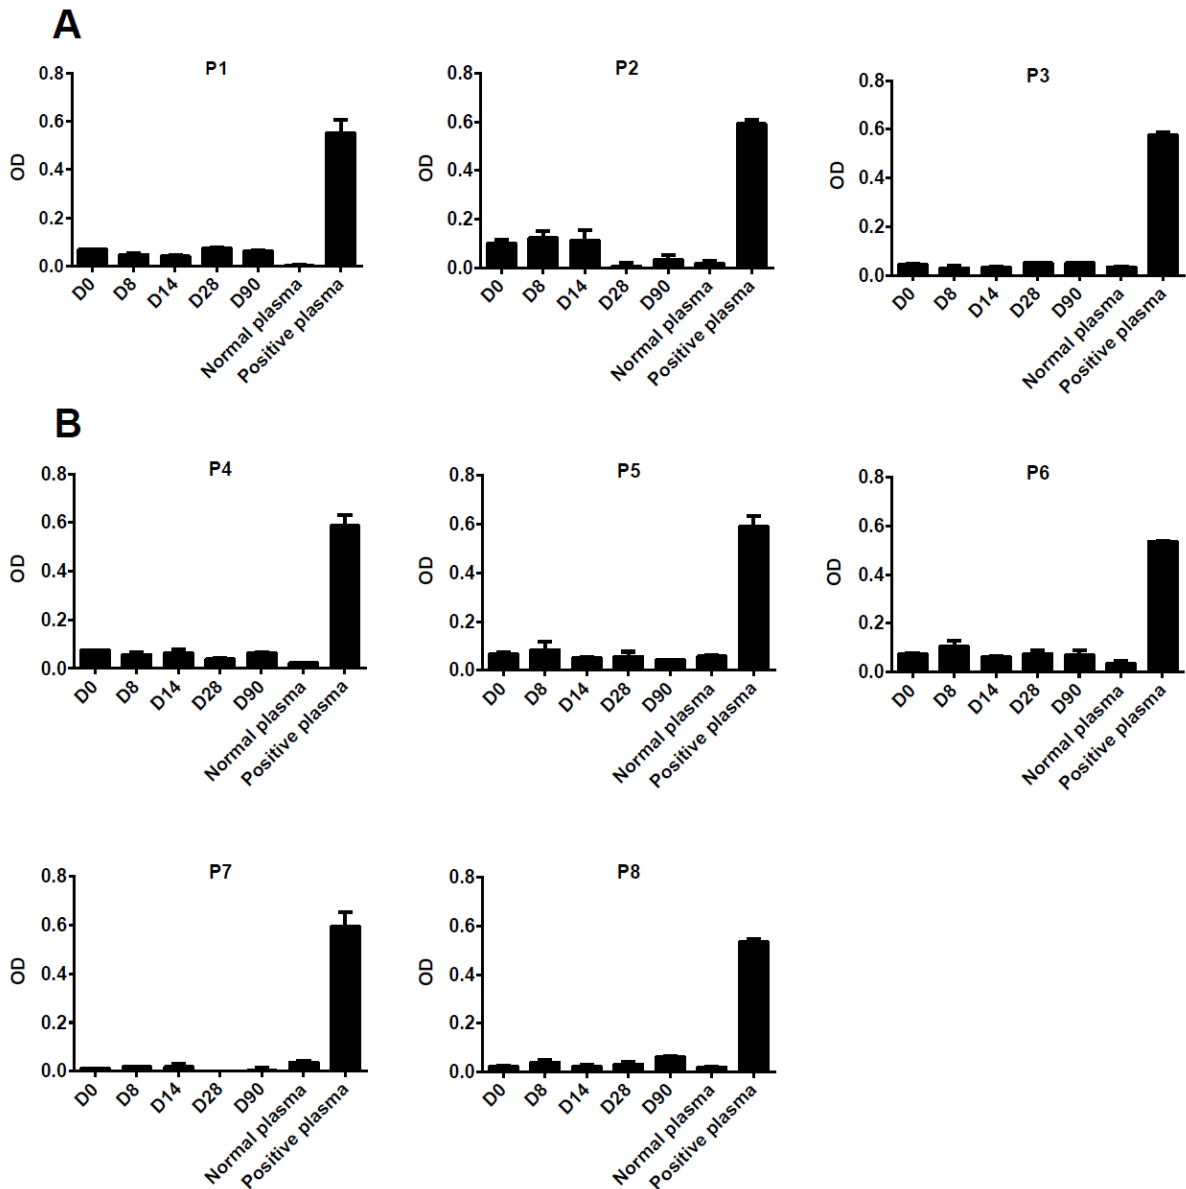 A
P1
0.8
0.6
0.4
0.2
0.0
OD
D0
D8
D14
D28
D90
Normal plasma
Positive plasma
P2
0.8
0.6
0.4
0.2
0.0
OD
D0
D8
D14
D28
D90
Normal plasma
Positive plasma
P3
0.8
0.6
0.4
0.2
0.0
OD
D0
D8
D14
D28
D90
Normal plasma
Positive plasma
B
P4
0.8
0.6
0.4
0.2
0.0
OD
D0
D8
D14
D28
D90
Normal plasma
Positive plasma
P5
0.8
0.6
0.4
0.2
0.0
OD
D0
D8
D14
D28
D90
Normal plasma
Positive plasma
P6
0.8
0.6
0.4
0.2
0.0
OD
D0
D8
D14
D28
D90
Normal plasma
Positive plasma
P7
0.8
0.6
0.4
0.2
0.0
OD
D0
D8
D14
D28
D90
Normal plasma
Positive plasma
P8
0.8
0.6
0.4
0.2
0.0
OD
D0
D8
D14
D28
D90
Normal plasma
Positive plasma